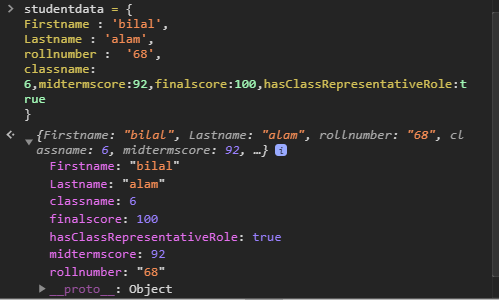 > studentdata = {
Firstname : 'bilal',
Lastname : 'alam',
rollnumber :  '68',
classname:
6,midtermscore:92,finalscore:100,hasClassRepresentativeRole:t
rue
}
{Firstname: "bilal", Lastname: "alam", rollnumber: "68", cl
assname: 6, midtermscore: 92, …} i
Firstname: "bilal"
Lastname: "alam"
classname: 6
finalscore: 100
hasClassRepresentativeRole: true
midtermscore: 92
rollnumber: "68"
__proto__: Object